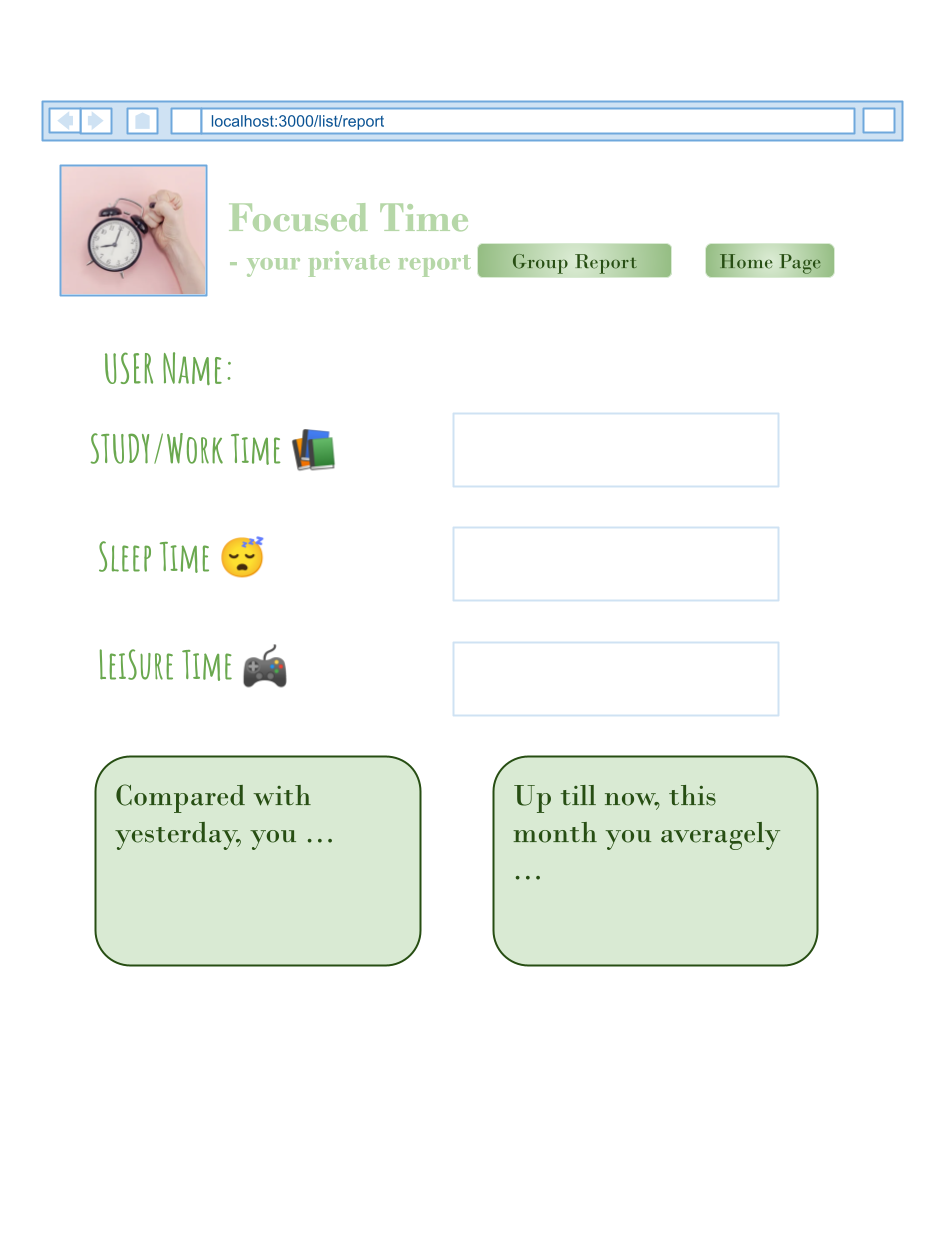 localhost:3000/list/report
Focused Time
- your private report
Group Report
Home Page
USER Name:
STUDY/Work Time
Sleep Time
LeiSure Time
Compared with
yesterday, you …
Up till now, this
month you averagely
…